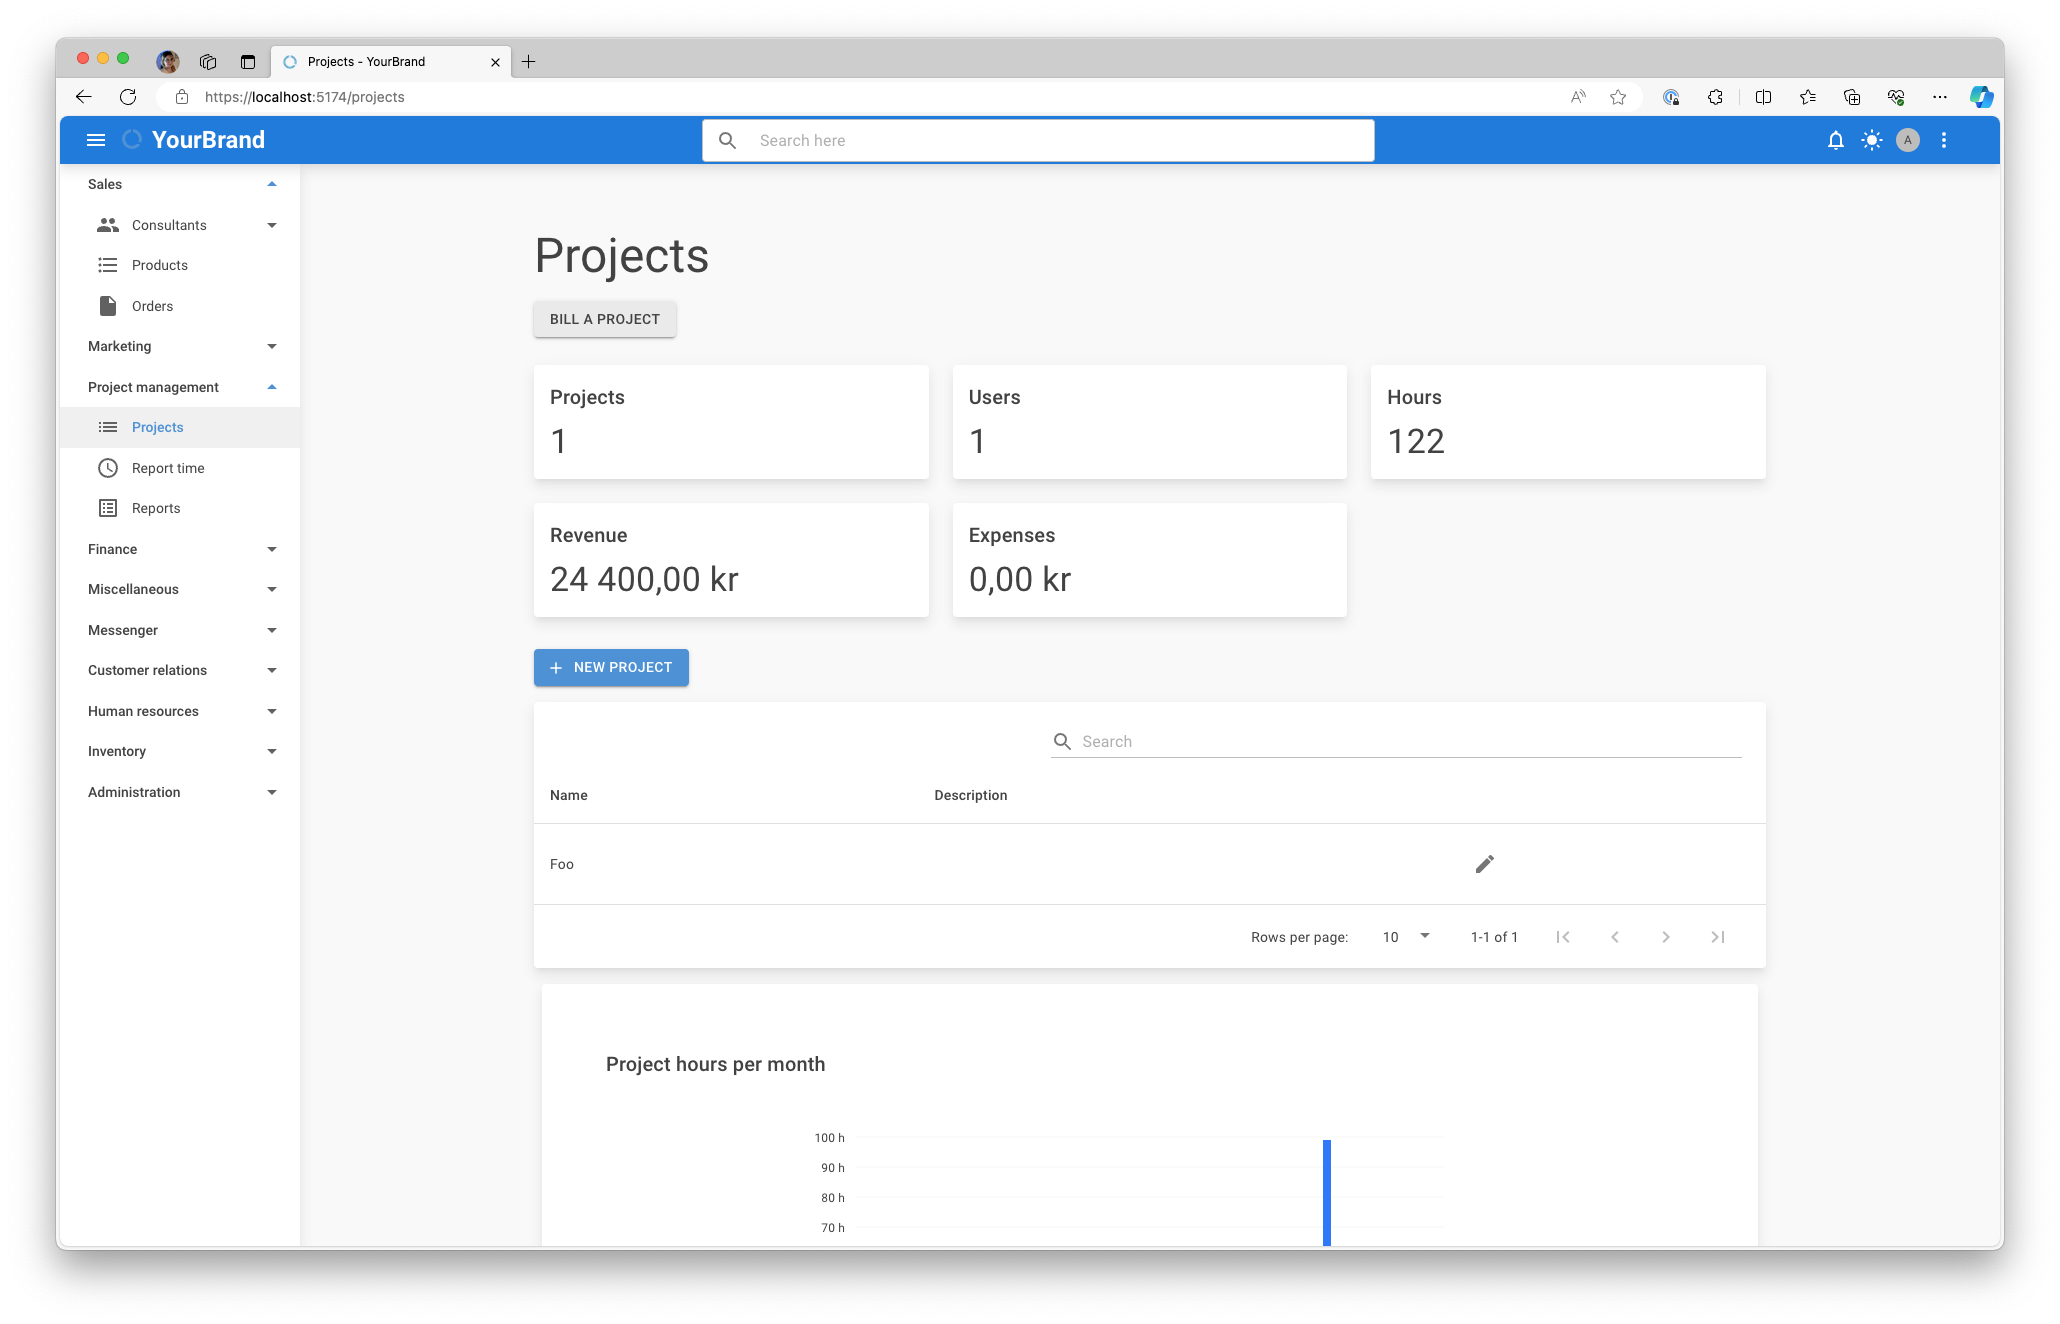 Projects - YourBrand
https://localhost:5174/projects
YourBrand
Search here
A
Sales
Consultants
Products
Orders
Marketing
Project management
Projects
Report time
Reports
Finance
Miscellaneous
Messenger
Customer relations
Human resources
Inventory
Administration
Projects
BILL A PROJECT
Projects
1
Users
1
Hours
122
Revenue
24 400,00 kr
Expenses
0,00 kr
NEW PROJECT
Search
Name Description
Foo
Rows per page: 10 1-1 of 1
Project hours per month
100 h
90 h
80 h
70 h